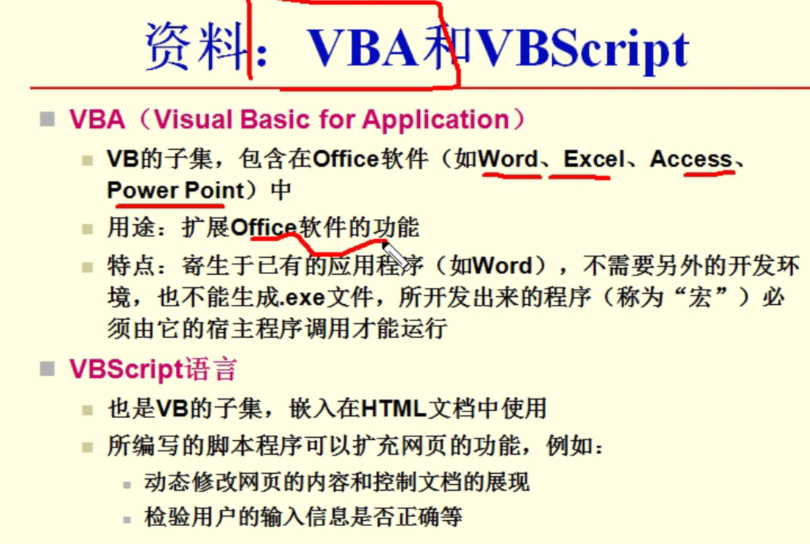 资料：VBA和VBScript
VBA（Visual Basic for Application）
VB的子集，包含在Office软件（如Word、Excel、Access、
Power Point）中
用途：扩展Office软件的功能
特点：寄生于已有的应用程序（如Word），不需要另外的开发环
境，也不能生成.exe文件，所开发出来的程序（称为“宏”）必
须由它的宿主程序调用才能运行
VBScript语言
也是VB的子集，嵌入在HTML文档中使用
所编写的脚本程序可以扩充网页的功能，例如：
动态修改网页的内容和控制文档的展现
检验用户的输入信息是否正确等